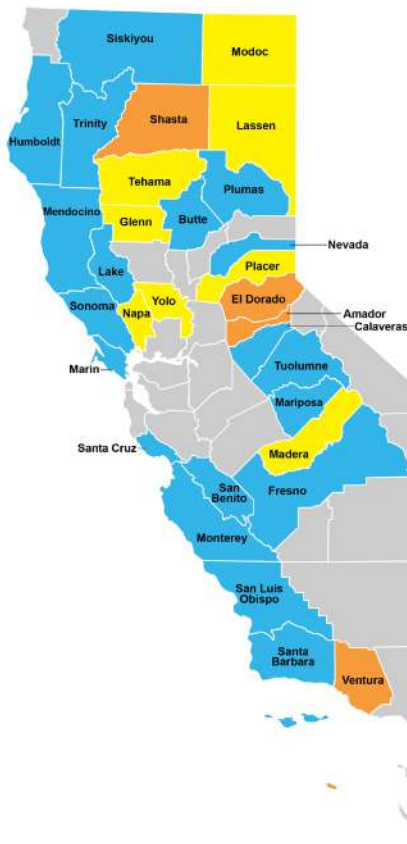 Siskiyou
Modoc
Shasta
Trinity
Lassen
Humboldt
Tehama
Plumas
Mendocino
Glenn
Butte
Nevada
Lake
Placer
Yolo
El Dorado
Sonoma
Napa
Amador
Calaveras
Marin
Tuolumne
Mariposa
Santa Cruz
Madera
San
Benito
Fresno
Monterey
San Luis
Obispo
Santa
Barbara
Ventura